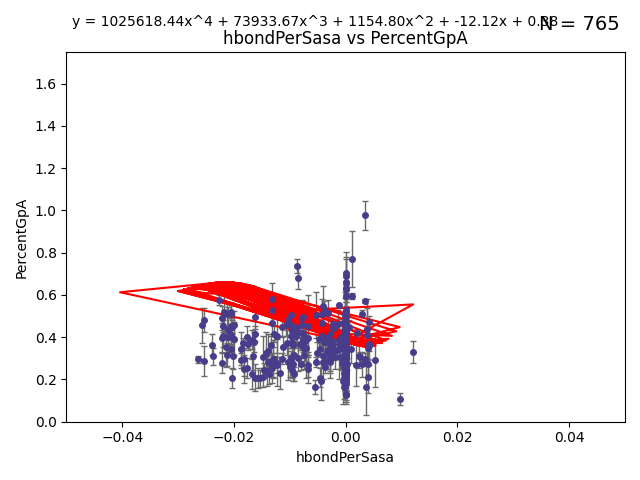 y = 1025618.44x^4 + 73933.67x^3 + 1154.80x^2 + -12.12x + 0.
N = 765
hbondPerSasa vs PercentGpA
PercentGpA
1.6
1.4
1.2
1.0
0.8
0.6
0.4
0.2
0.0
−0.04 −0.02 0.00 0.02 0.04
hbondPerSasa